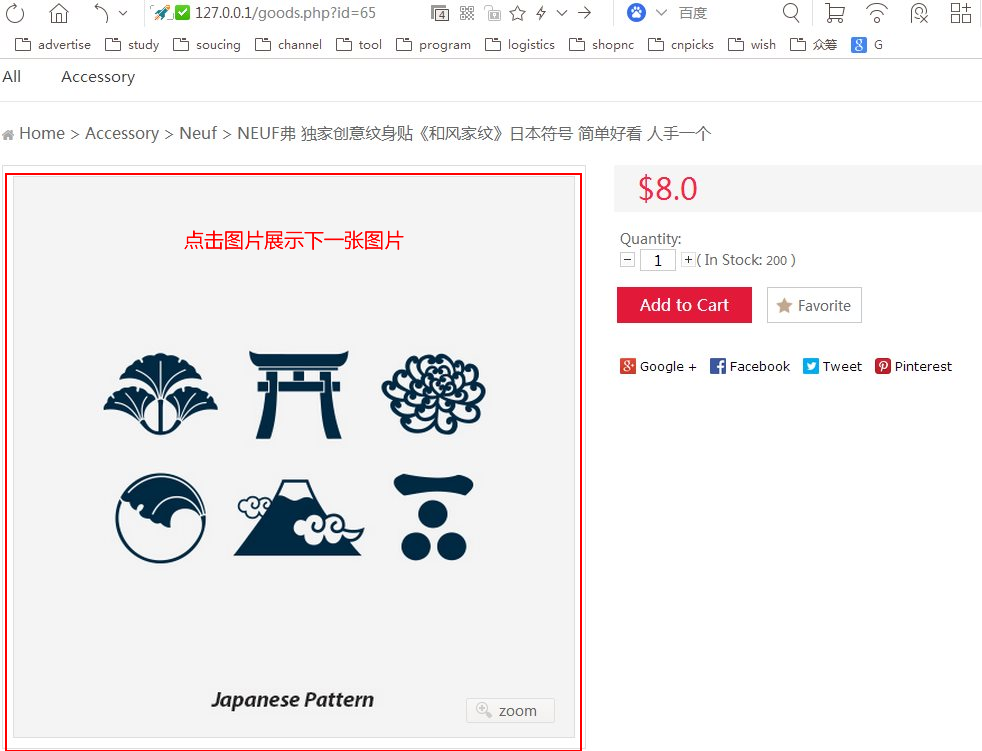 127.0.0.1/goods.php?id=65
4
百度
advertise study soucing channel tool program logistics shopnc cnpicks wish 众筹 8 G
All Accessory
Home > Accessory > Neuf > NEUF弗 独家创意纹身贴《和风家纹》日本符号 简单好看 人手一个
$8.0
点击图片展示下一张图片
Quantity:
− 1 + ( In Stock: 200 )
Add to Cart Favorite
Google + Facebook Tweet Pinterest
Japanese Pattern
zoom